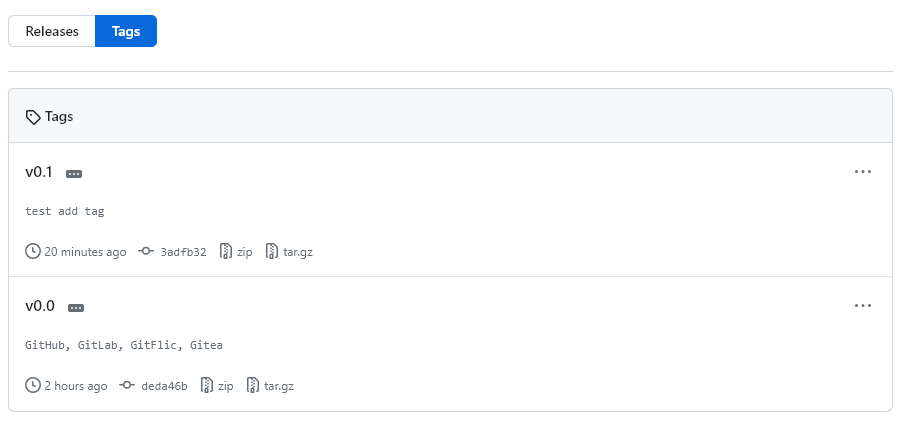 Releases Tags
Tags
v0.1
test add tag
20 minutes ago 3adfb32 zip tar.gz
v0.0
GitHub, GitLab, GitFlic, Gitea
2 hours ago deda46b zip tar.gz